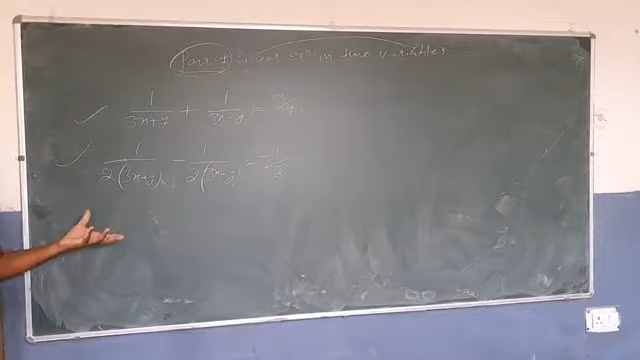 Pair of Linear eqⁿ in two variables
1/(3x+y) + 1/(3x-y) = 3/4
1/(2(3x+y)) - 1/(2(3x-y)) = -1/8